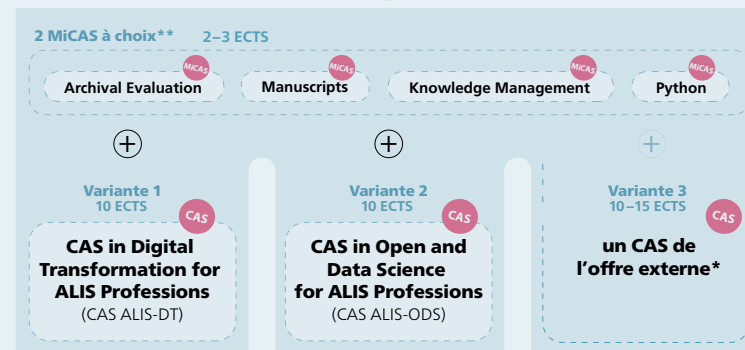 2 MiCAS à choix** 2–3 ECTS
MiCAS MiCAS MiCAS MiCAS
Archival Evaluation Manuscripts Knowledge Management Python
+ + +
Variante 1
10 ECTS
CAS
CAS in Digital
Transformation for
ALIS Professions
(CAS ALIS-DT)
Variante 2
10 ECTS
CAS
CAS in Open and
Data Science
for ALIS Professions
(CAS ALIS-ODS)
Variante 3
10–15 ECTS
CAS
un CAS de
l’offre externe*